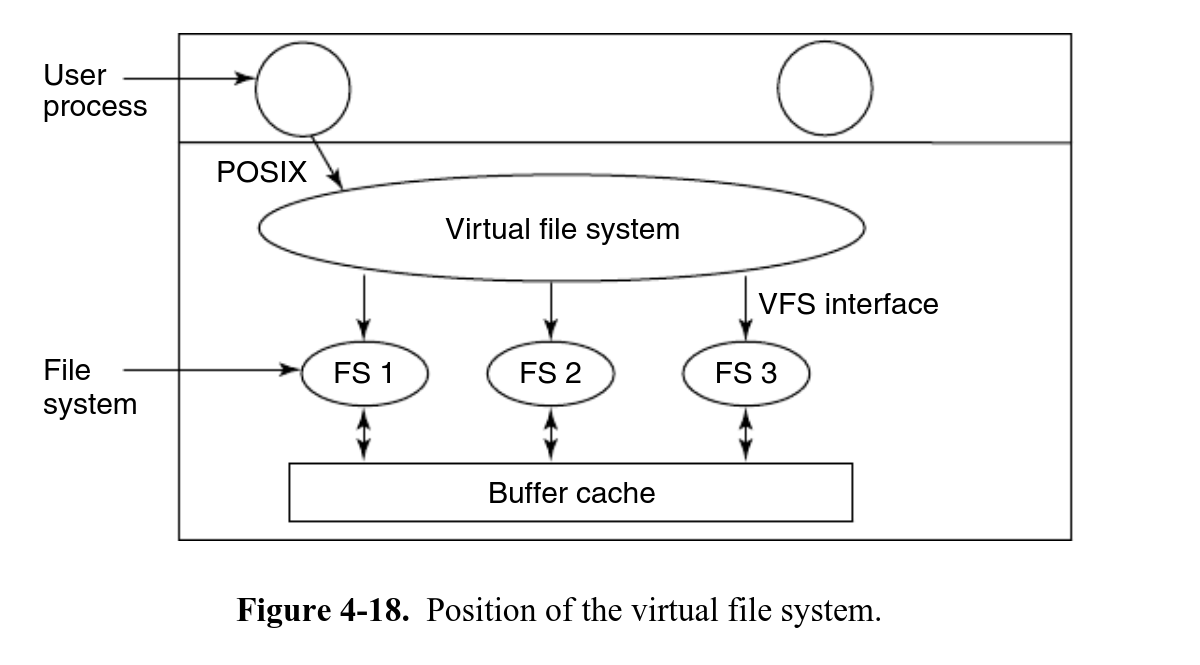 User
process
POSIX
Virtual file system
VFS interface
File
system
FS 1
FS 2
FS 3
Buffer cache
Figure 4-18. Position of the virtual file system.